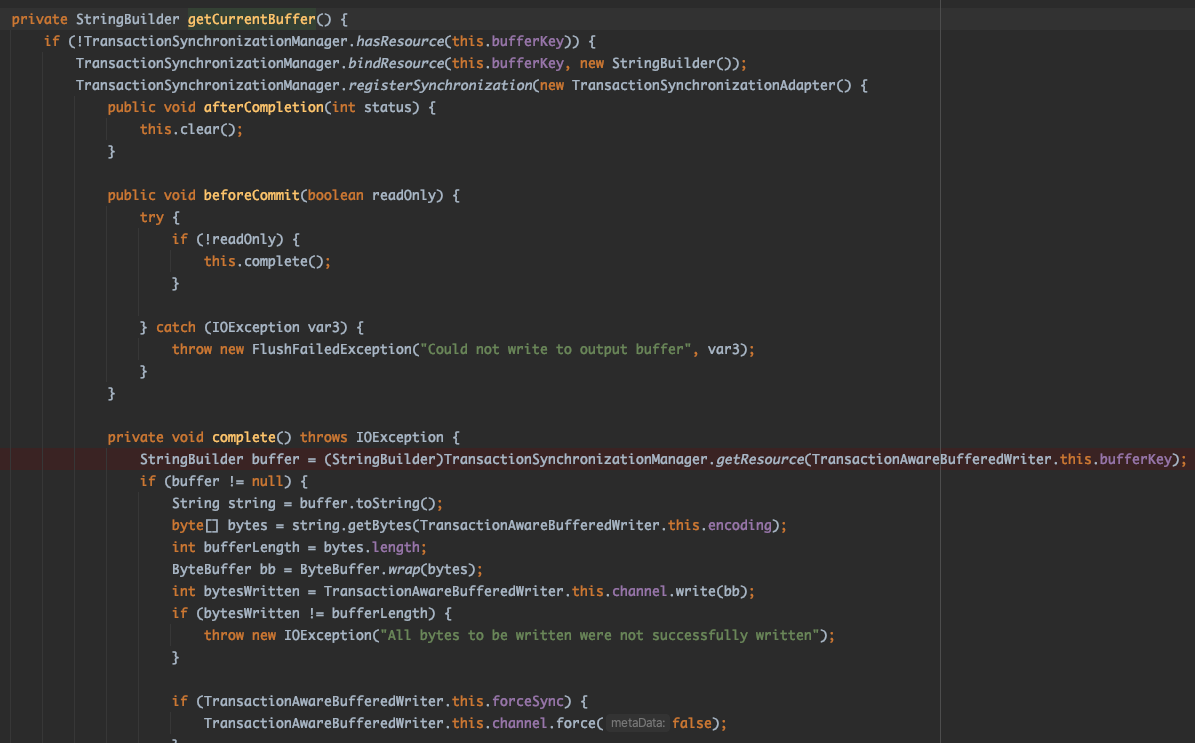 private StringBuilder getCurrentBuffer() {
if (!TransactionSynchronizationManager.hasResource(this.bufferKey)) {
TransactionSynchronizationManager.bindResource(this.bufferKey, new StringBuilder());
TransactionSynchronizationManager.registerSynchronization(new TransactionSynchronizationAdapter() {
public void afterCompletion(int status) {
this.clear();
}
public void beforeCommit(boolean readOnly) {
try {
if (!readOnly) {
this.complete();
}
} catch (IOException var3) {
throw new FlushFailedException("Could not write to output buffer", var3);
}
}
private void complete() throws IOException {
StringBuilder buffer = (StringBuilder)TransactionSynchronizationManager.getResource(TransactionAwareBufferedWriter.this.bufferKey);
if (buffer != null) {
String string = buffer.toString();
byte[] bytes = string.getBytes(TransactionAwareBufferedWriter.this.encoding);
int bufferLength = bytes.length;
ByteBuffer bb = ByteBuffer.wrap(bytes);
int bytesWritten = TransactionAwareBufferedWriter.this.channel.write(bb);
if (bytesWritten != bufferLength) {
throw new IOException("All bytes to be written were not successfully written");
}
if (TransactionAwareBufferedWriter.this.forceSync) {
TransactionAwareBufferedWriter.this.channel.force( metaData: false);